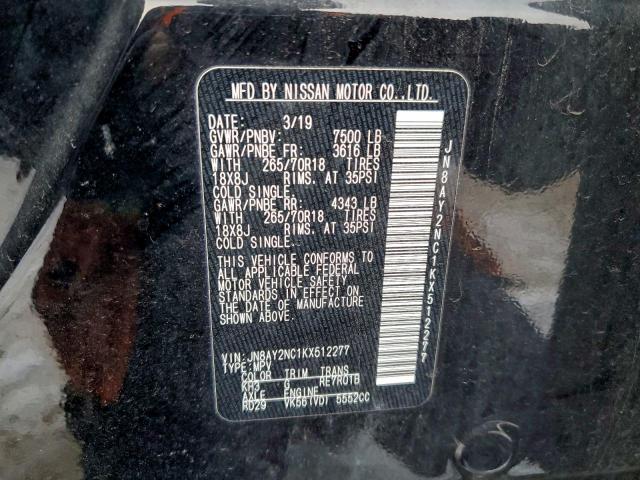 MFD BY NISSAN MOTOR CO.,LTD.
DATE: 3/19
GVWR/PNBV: 7500 LB
GAWR/PNBE FR: 3616 LB
WITH 265/70R18 TIRES
18X8J RIMS, AT 35PSI
COLD SINGLE
GAWR/PNBE RR: 4343 LB
WITH 265/70R18 TIRES
18X8J RIMS, AT 35PSI
COLD SINGLE
THIS VEHICLE CONFORMS TO
ALL APPLICABLE FEDERAL
MOTOR VEHICLE SAFETY
STANDARDS IN EFFECT ON
THE DATE OF MANUFACTURE
SHOWN ABOVE.
VIN: JN8AY2NC1KX512277
TYPE: MPV
COLOR TRIM TRANS
KH3 G RE7R01B
AXLE ENGINE
RD29 VK56(VD) 5552CC
JN8AY2NC1KX512277